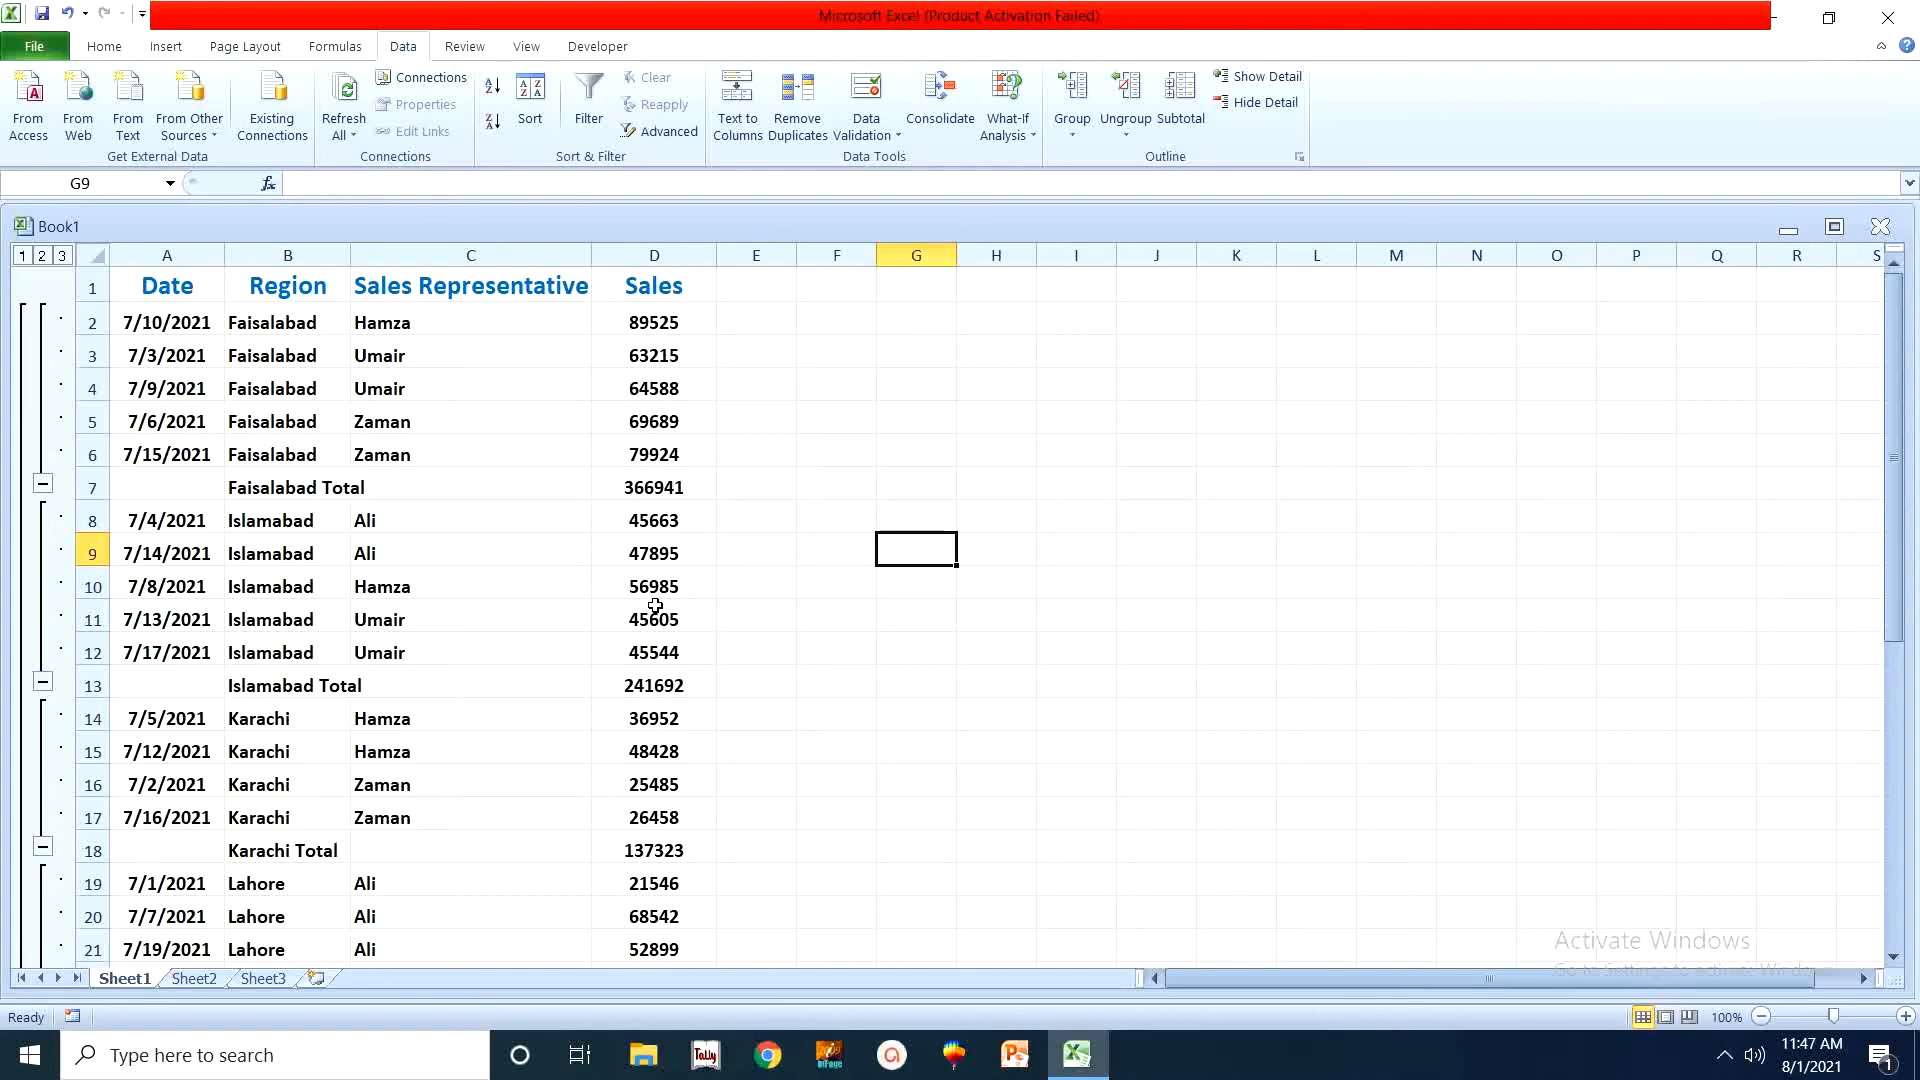 Microsoft Excel (Product Activation Failed)
File Home Insert Page Layout Formulas Data Review View Developer
From Access
From Web
From Text
From Other Sources
Existing Connections
Get External Data
Refresh All
Connections
Properties
Edit Links
Connections
Sort
Filter
Clear
Reapply
Advanced
Sort & Filter
Text to Columns
Remove Duplicates
Data Validation
Consolidate
What-If Analysis
Data Tools
Group
Ungroup
Subtotal
Show Detail
Hide Detail
Outline
G9 fx
Book1
1 2 3 A B C D E F G H I J K L M N O P Q R S
1 Date Region Sales Representative Sales
2 7/10/2021 Faisalabad Hamza 89525
3 7/3/2021 Faisalabad Umair 63215
4 7/9/2021 Faisalabad Umair 64588
5 7/6/2021 Faisalabad Zaman 69689
6 7/15/2021 Faisalabad Zaman 79924
7 Faisalabad Total 366941
8 7/4/2021 Islamabad Ali 45663
9 7/14/2021 Islamabad Ali 47895
10 7/8/2021 Islamabad Hamza 56985
11 7/13/2021 Islamabad Umair 45605
12 7/17/2021 Islamabad Umair 45544
13 Islamabad Total 241692
14 7/5/2021 Karachi Hamza 36952
15 7/12/2021 Karachi Hamza 48428
16 7/2/2021 Karachi Zaman 25485
17 7/16/2021 Karachi Zaman 26458
18 Karachi Total 137323
19 7/1/2021 Lahore Ali 21546
20 7/7/2021 Lahore Ali 68542
21 7/19/2021 Lahore Ali 52899
Activate Windows
Go to Settings to activate Windows
Sheet1 Sheet2 Sheet3
Ready 100%
Type here to search
Tally
InPage
11:47 AM
8/1/2021
1